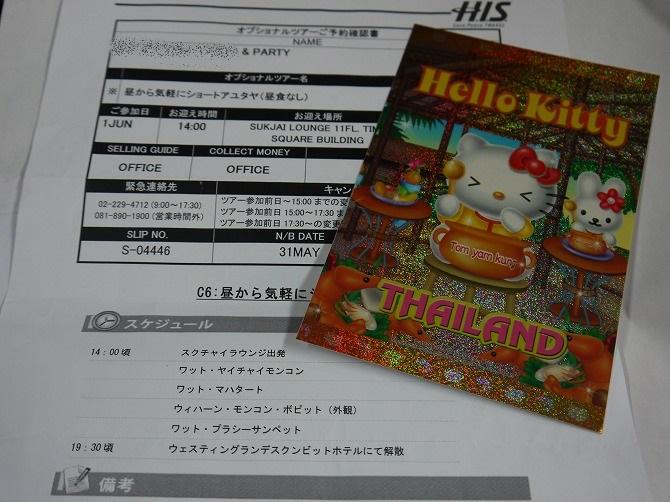 HIS
オプショナルツアーご予約確認書
NAME
& PARTY
オプショナルツアー名
※ 昼から気軽にショートアユタヤ(昼食なし)
ご参加日 お迎え時間 お迎え場所
1JUN 14:00 SUKJAI LOUNGE 11FL. TIM
SQUARE BUILDING
SELLING GUIDE COLLECT MONEY
OFFICE OFFICE
緊急連絡先 キャン
02-229-4712 (9:00~17:30) ツアー参加前日~15:00までの変
081-890-1900 (営業時間外) ツアー参加前日 15:00~17:30 ま
ツアー参加前日 17:30~の変更
SLIP NO. N/B DATE
S-04446 31MAY
C6:昼から気軽に
スケジュール
14:00 頃 スクチャイラウンジ出発
ワット・ヤイチャイモンコン
ワット・マハタート
ウィハーン・モンコン・ボピット (外観)
ワット・プラシーサンペット
19:30 頃 ウェスティングランデスクンビットホテルにて解散
備考
Hello Kitty
Tom yam kung
THAILAND